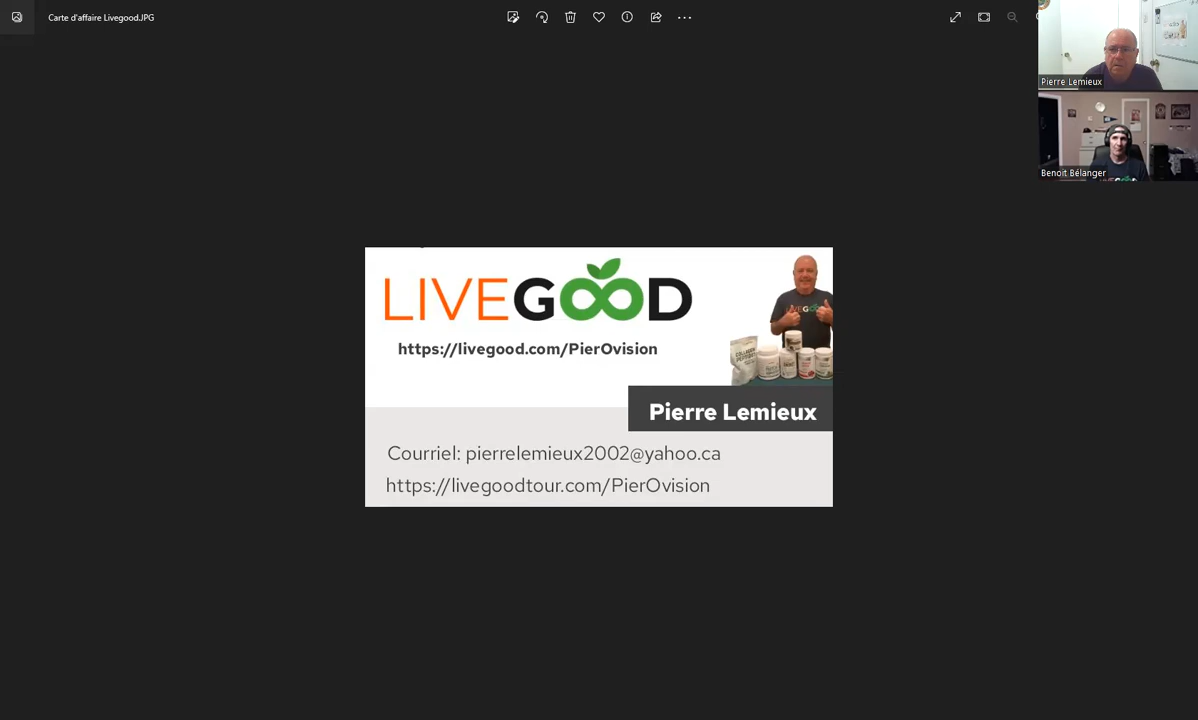 Carte d'affaire Livegood.JPG
Pierre Lemieux
Benoit Bélanger
LIVEGOOD
https://livegood.com/PierOvision
Pierre Lemieux
Courriel: pierrelemieux2002@yahoo.ca
https://livegoodtour.com/PierOvision
COLLAGEN